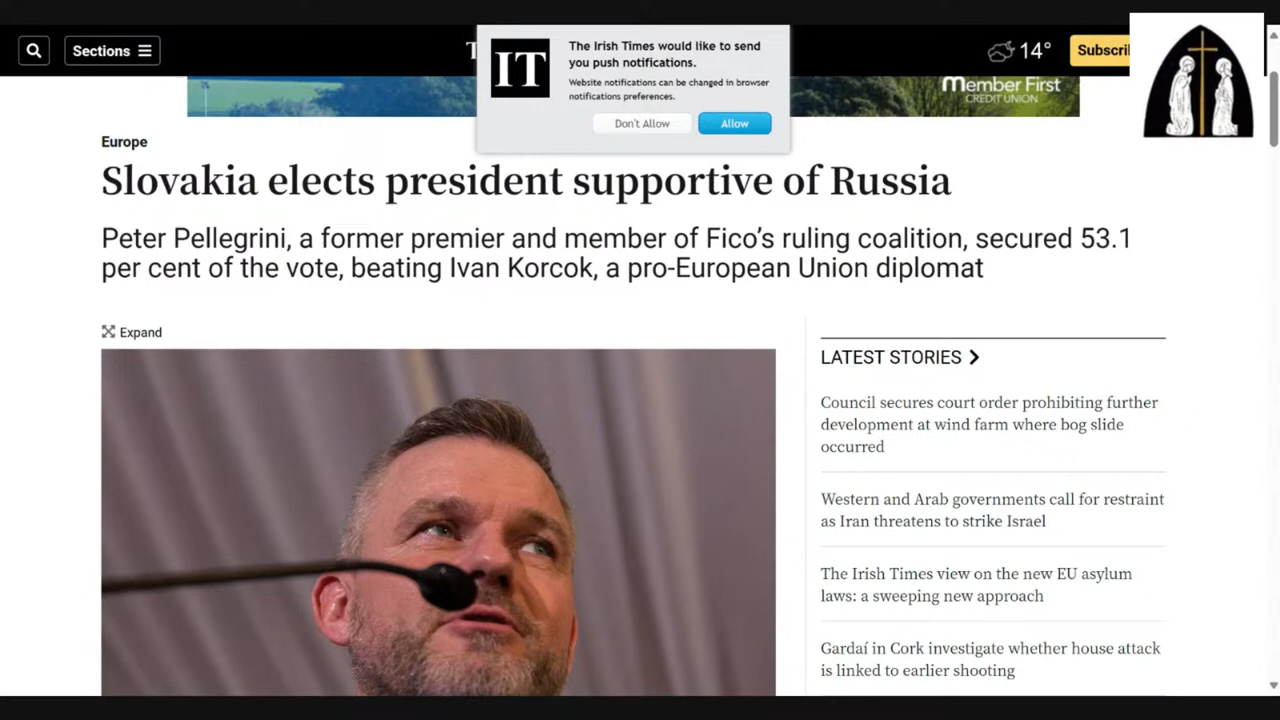 Sections
T
14°
Subscri
IT
The Irish Times would like to send
you push notifications.
Website notifications can be changed in browser
notifications preferences.
Don't Allow
Allow
Member First
CREDIT UNION
Europe
Slovakia elects president supportive of Russia
Peter Pellegrini, a former premier and member of Fico’s ruling coalition, secured 53.1
per cent of the vote, beating Ivan Korcok, a pro-European Union diplomat
Expand
LATEST STORIES
Council secures court order prohibiting further
development at wind farm where bog slide
occurred
Western and Arab governments call for restraint
as Iran threatens to strike Israel
The Irish Times view on the new EU asylum
laws: a sweeping new approach
Gardaí in Cork investigate whether house attack
is linked to earlier shooting